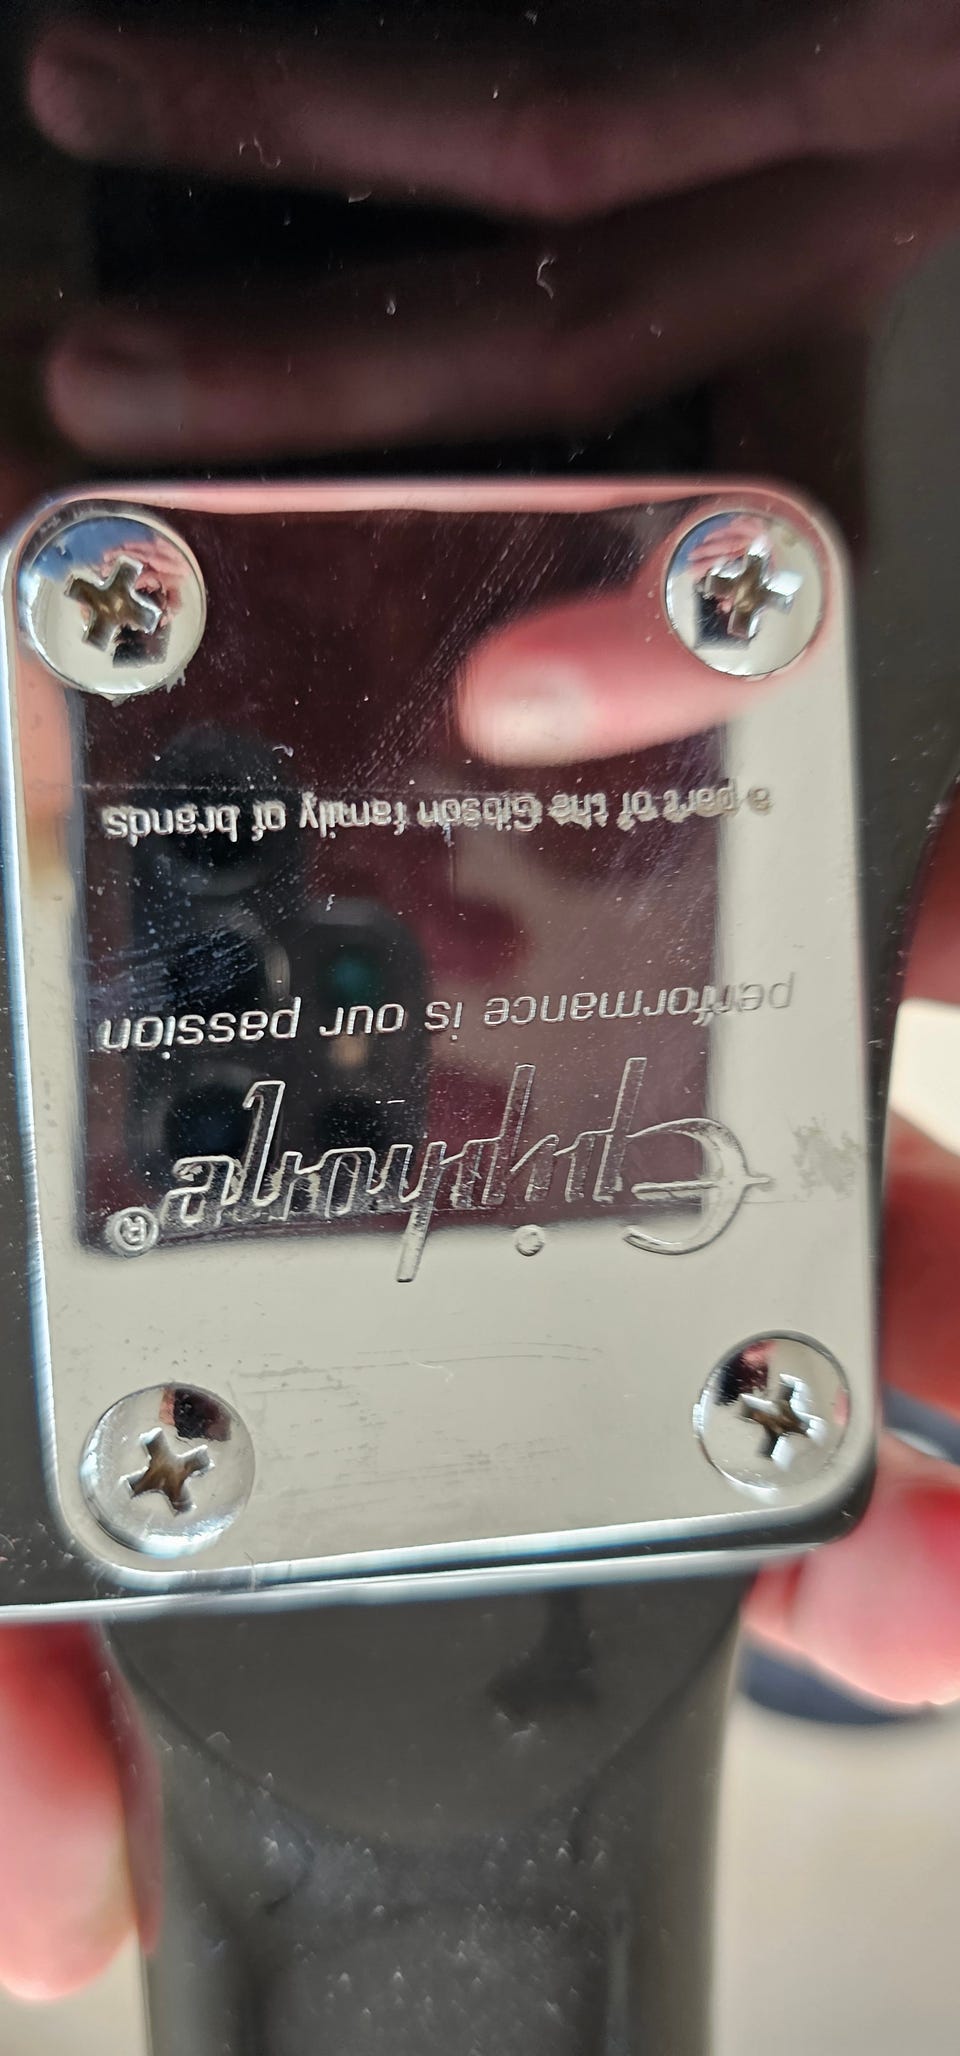 Epiphone®
performance is our passion
a part of the Gibson family of brands